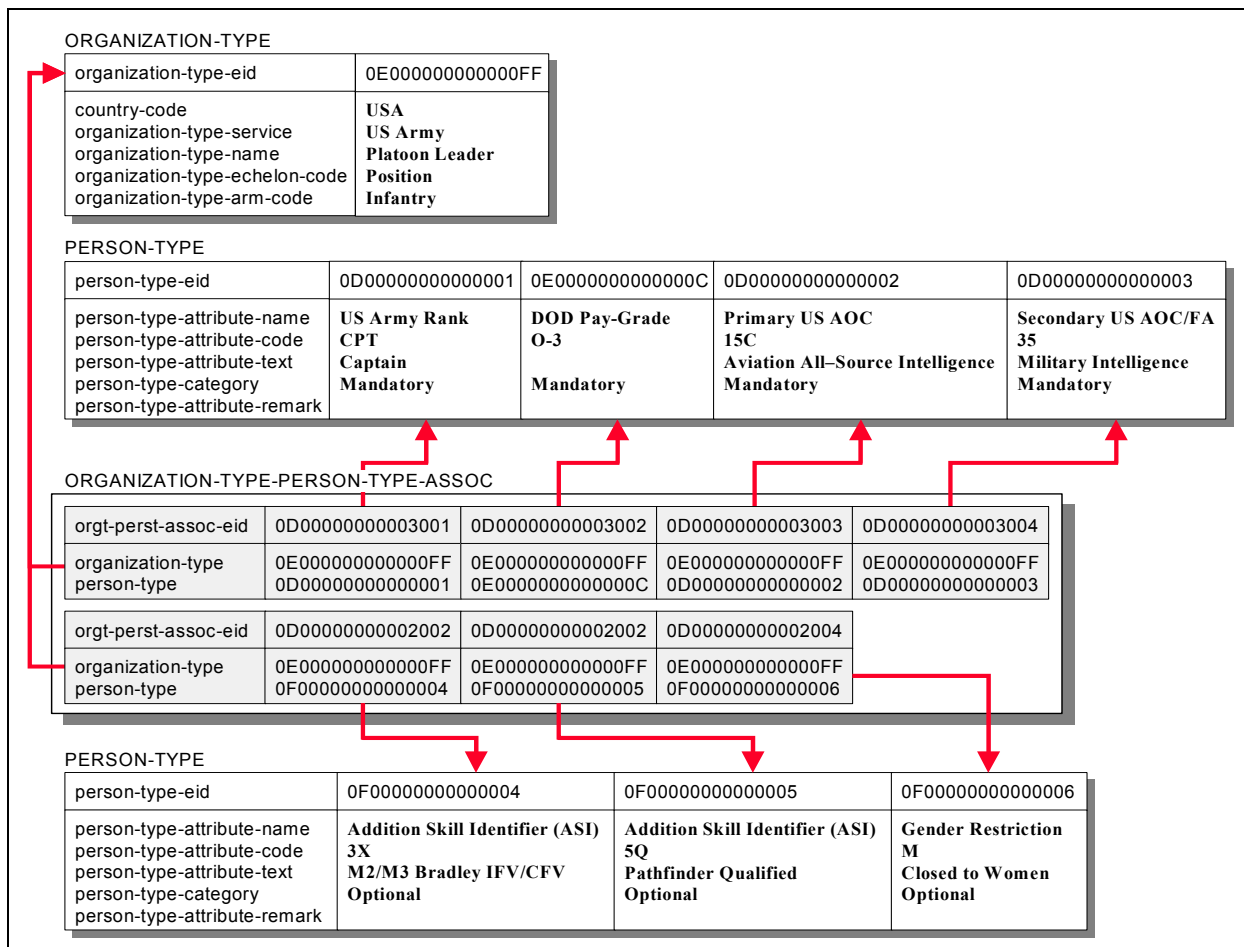 ORGANIZATION-TYPE
organization-type-eid 0E000000000000FF
country-code USA
organization-type-service US Army
organization-type-name Platoon Leader
organization-type-echelon-code Position
organization-type-arm-code Infantry
PERSON-TYPE
person-type-eid 0D00000000000001 0E0000000000000C 0D00000000000002 0D00000000000003
person-type-attribute-name US Army Rank DOD Pay-Grade Primary US AOC Secondary US AOC/FA
person-type-attribute-code CPT O-3 15C 35
person-type-attribute-text Captain Aviation All–Source Intelligence Military Intelligence
person-type-category Mandatory Mandatory Mandatory Mandatory
person-type-attribute-remark
ORGANIZATION-TYPE-PERSON-TYPE-ASSOC
orgt-perst-assoc-eid 0D00000000003001 0D00000000003002 0D00000000003003 0D00000000003004
organization-type 0E000000000000FF 0E000000000000FF 0E000000000000FF 0E000000000000FF
person-type 0D00000000000001 0E0000000000000C 0D00000000000002 0D00000000000003
orgt-perst-assoc-eid 0D00000000002002 0D00000000002002 0D00000000002004
organization-type 0E000000000000FF 0E000000000000FF 0E000000000000FF
person-type 0F00000000000004 0F00000000000005 0F00000000000006
PERSON-TYPE
person-type-eid 0F00000000000004 0F00000000000005 0F00000000000006
person-type-attribute-name Addition Skill Identifier (ASI) Addition Skill Identifier (ASI) Gender Restriction
person-type-attribute-code 3X 5Q M
person-type-attribute-text M2/M3 Bradley IFV/CFV Pathfinder Qualified Closed to Women
person-type-category Optional Optional Optional
person-type-attribute-remark